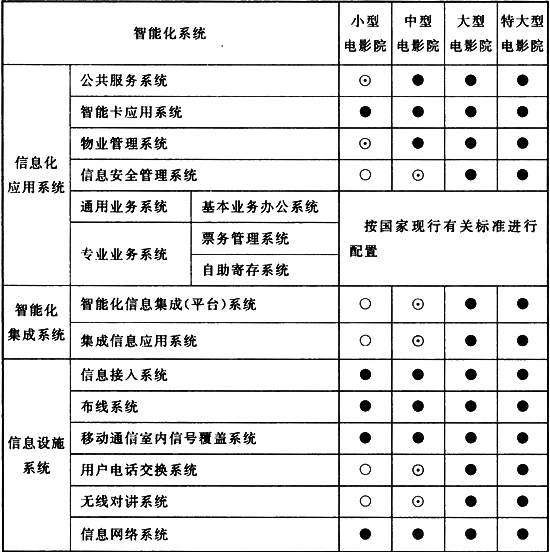 智能化系统 小型电影院 中型电影院 大型电影院 特大型电影院
信息化应用系统
公共服务系统 ⊙ ● ● ●
智能卡应用系统 ● ● ● ●
物业管理系统 ⊙ ● ● ●
信息安全管理系统 ○ ⊙ ● ●
通用业务系统 基本业务办公系统 按国家现行有关标准进行配置
专业业务系统 票务管理系统
自助寄存系统
智能化集成系统
智能化信息集成(平台)系统 ○ ⊙ ● ●
集成信息应用系统 ○ ⊙ ● ●
信息设施系统
信息接入系统 ● ● ● ●
布线系统 ● ● ● ●
移动通信室内信号覆盖系统 ● ● ● ●
用户电话交换系统 ○ ⊙ ● ●
无线对讲系统 ○ ⊙ ● ●
信息网络系统 ● ● ● ●